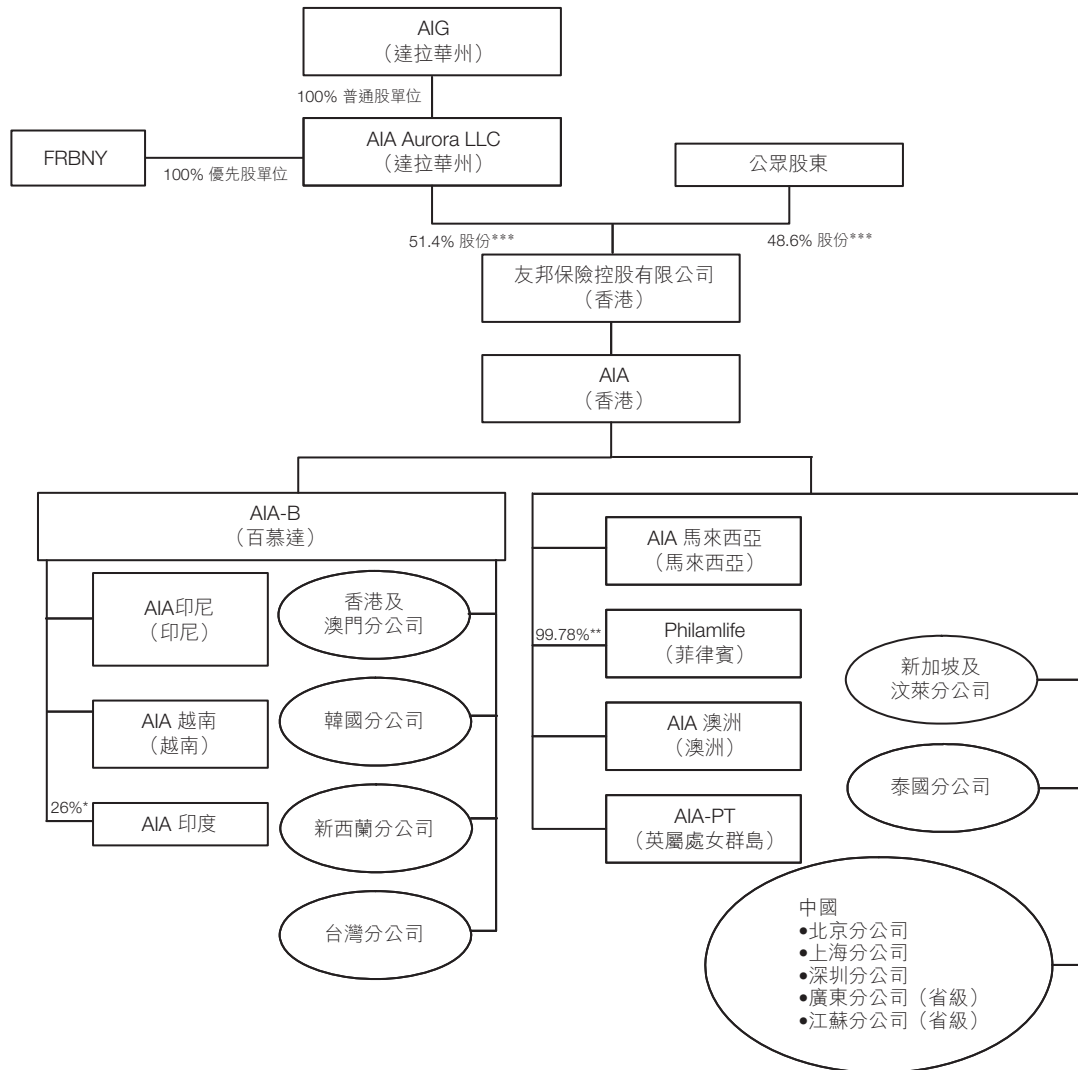 AIG
（達拉華州）
100% 普通股單位
FRBNY
100% 優先股單位
AIA Aurora LLC
（達拉華州）
公眾股東
51.4% 股份***
48.6% 股份***
友邦保險控股有限公司
（香港）
AIA
（香港）
AIA-B
（百慕達）
AIA印尼
（印尼）
AIA 越南
（越南）
26%*
AIA 印度
香港及
澳門分公司
韓國分公司
新西蘭分公司
台灣分公司
AIA 馬來西亞
（馬來西亞）
99.78%**
Philamlife
（菲律賓）
AIA 澳洲
（澳洲）
AIA-PT
（英屬處女群島）
新加坡及
汶萊分公司
泰國分公司
中國
•北京分公司
•上海分公司
•深圳分公司
•廣東分公司（省級）
•江蘇分公司（省級）